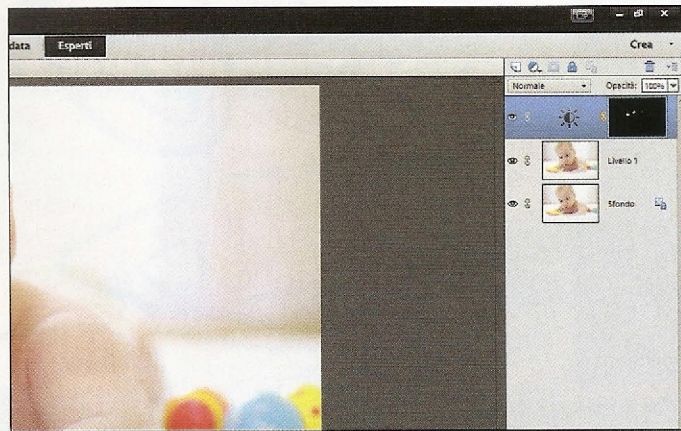 data Esperti
Crea
Normale Opacità: 100%
Livello 1
Sfondo